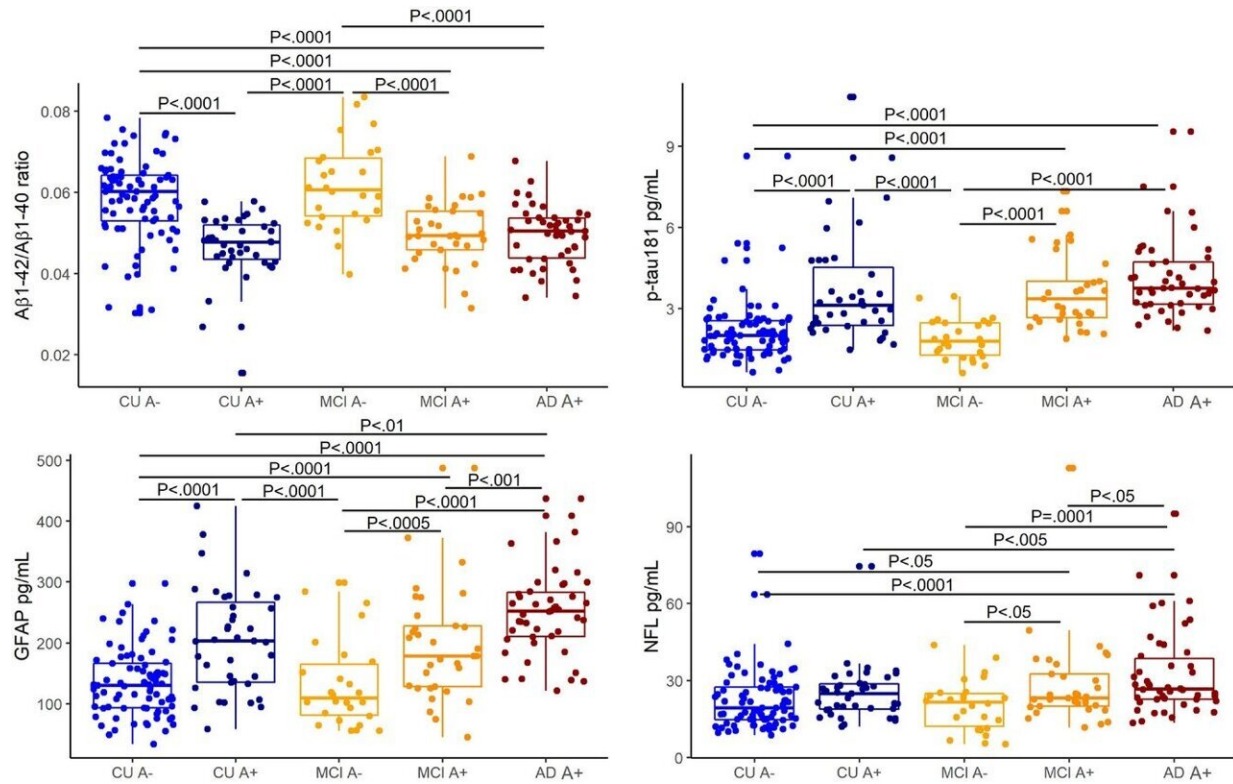 P<.0001
P<.0001
P<.0001
P<.0001 P<.0001
P<.0001
Aβ1-42/Aβ1-40 ratio
0.08
0.06
0.04
0.02
CU A- CU A+ MCI A- MCI A+ AD A+
P<.0001
P<.0001
P<.0001 P<.0001 P<.0001
P<.0001
p-tau181 pg/mL
9
6
3
CU A- CU A+ MCI A- MCI A+ AD A+
P<.01
P<.0001
P<.0001
P<.001
P<.0001 P<.0001
P<.0001
P<.0005
GFAP pg/mL
500
400
300
200
100
CU A- CU A+ MCI A- MCI A+ AD A+
P<.05
P=.0001
P<.005
P<.05
P<.0001
P<.05
NFL pg/mL
90
60
30
0
CU A- CU A+ MCI A- MCI A+ AD A+